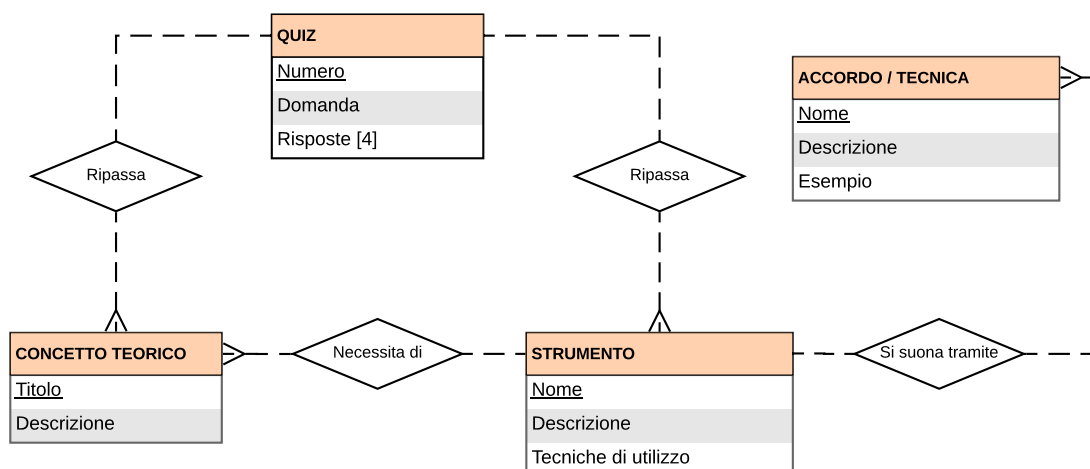 QUIZ
Numero
Domanda
Risposte [4]
ACCORDO / TECNICA
Nome
Descrizione
Esempio
Ripassa
Ripassa
CONCETTO TEORICO
Titolo
Descrizione
Necessita di
STRUMENTO
Nome
Descrizione
Tecniche di utilizzo
Si suona tramite